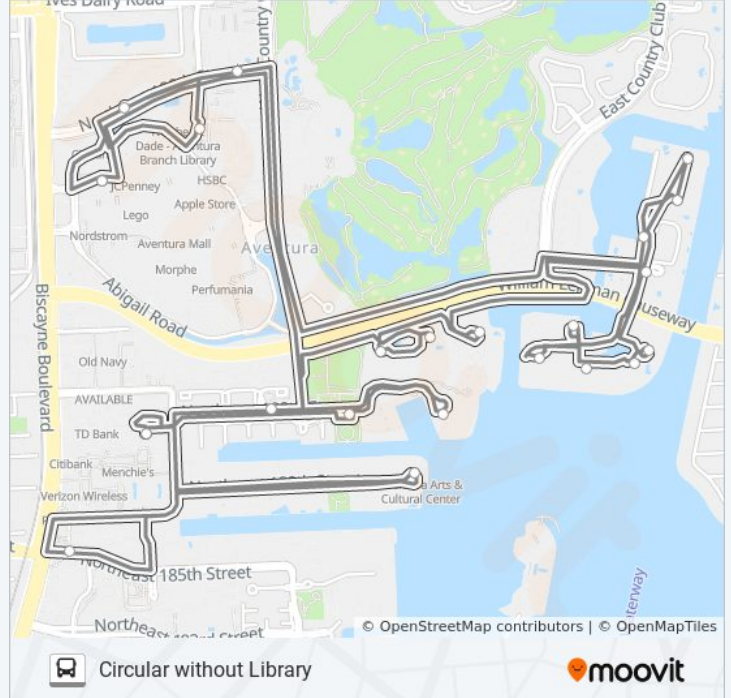 Ives Dairy Road
Country
East Country Club
Dade - Aventura
Branch Library
JCPenney
HSBC
Lego
Apple Store
Nordstrom
Aventura Mall
Aventura
Morphe
Perfumania
William Lehman Causeway
Abigail Road
Biscayne Boulevard
Old Navy
AVAILABLE
TD Bank
Citibank
Menchie's
Verizon Wireless
Arts &
Cultural Center
Northeast 185th Street
Northeast 183rd Street
© OpenStreetMap contributors | © OpenMapTiles
Circular without Library
moovit